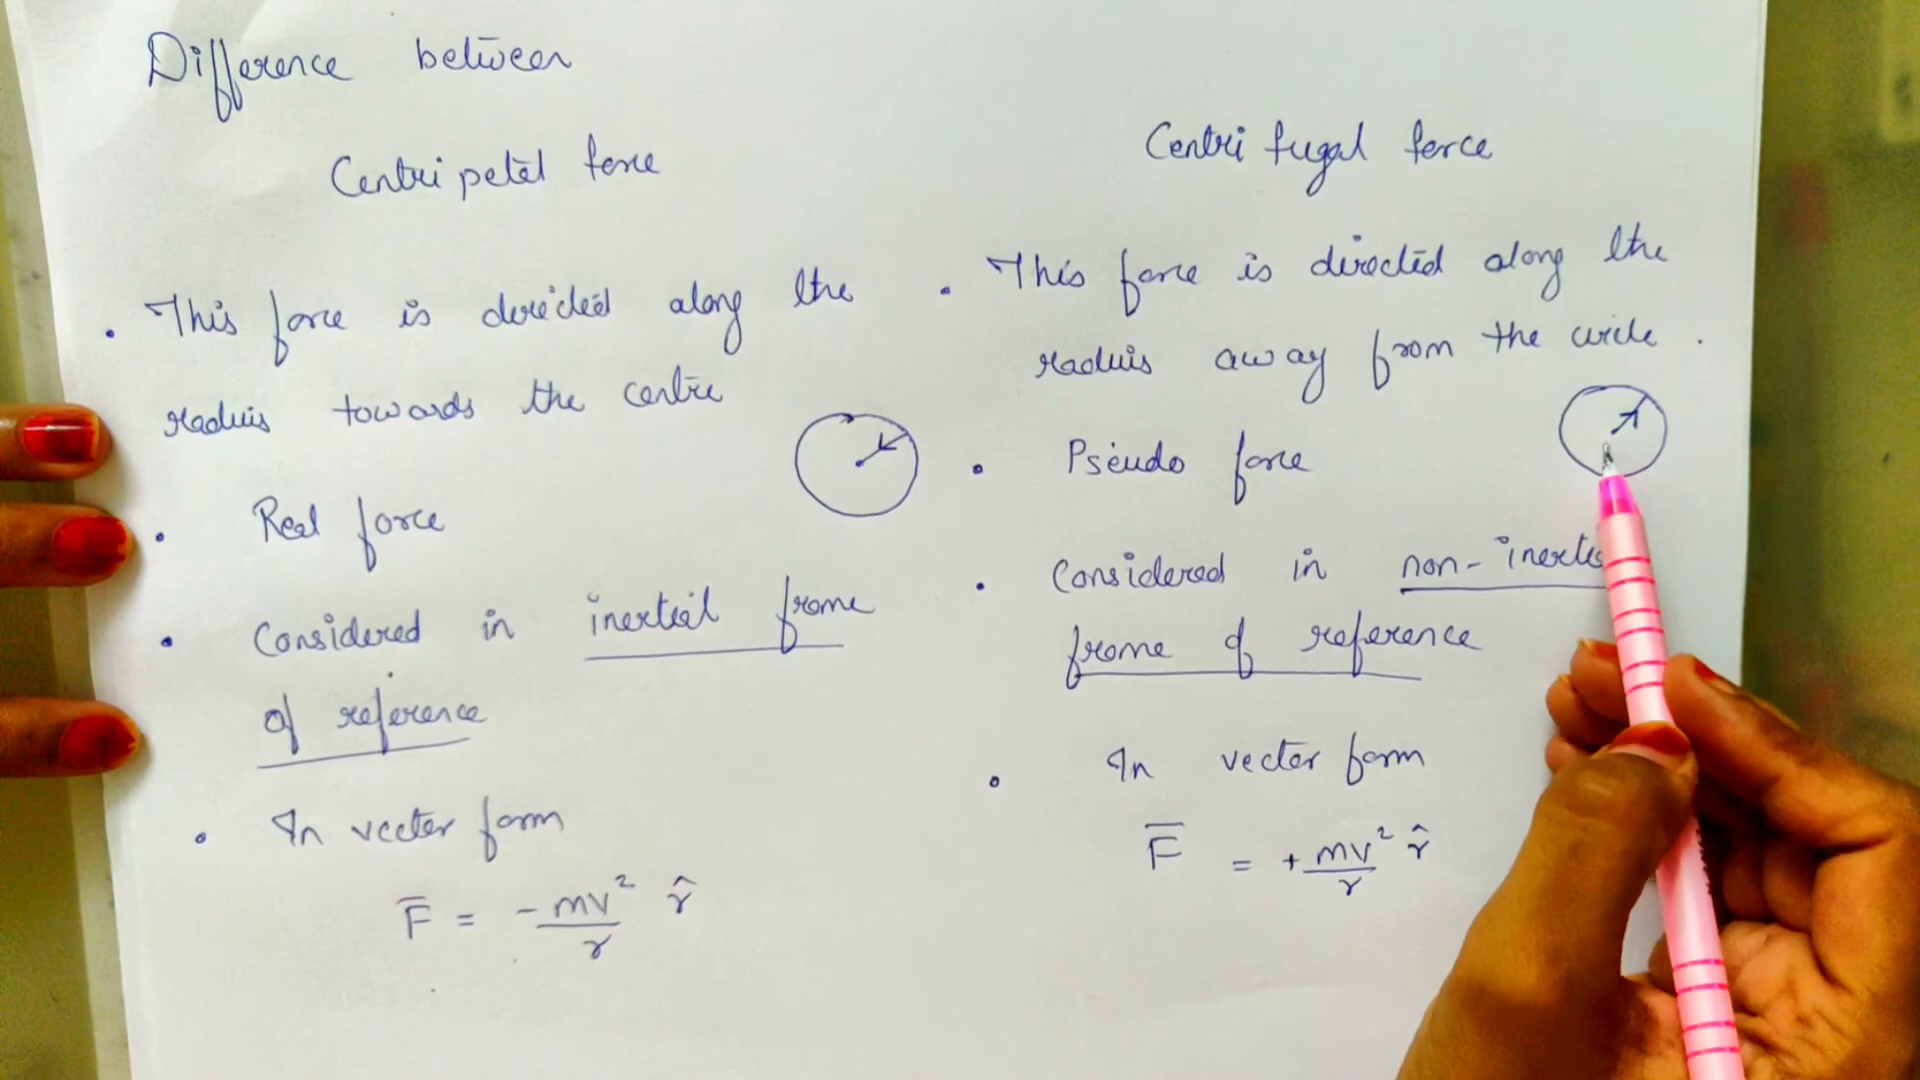 Difference between
Centripetal force
• This force is directed along the
radius towards the centre
• Real force
• Considered in inertial frame
of reference
• In vector form
F̅ = -mv²/r r̂
Centrifugal force
• This force is directed along the
radius away from the circle.
• Pseudo force
• Considered in non-inertia
frame of reference
• In vector form
F̅ = +mv²/r r̂